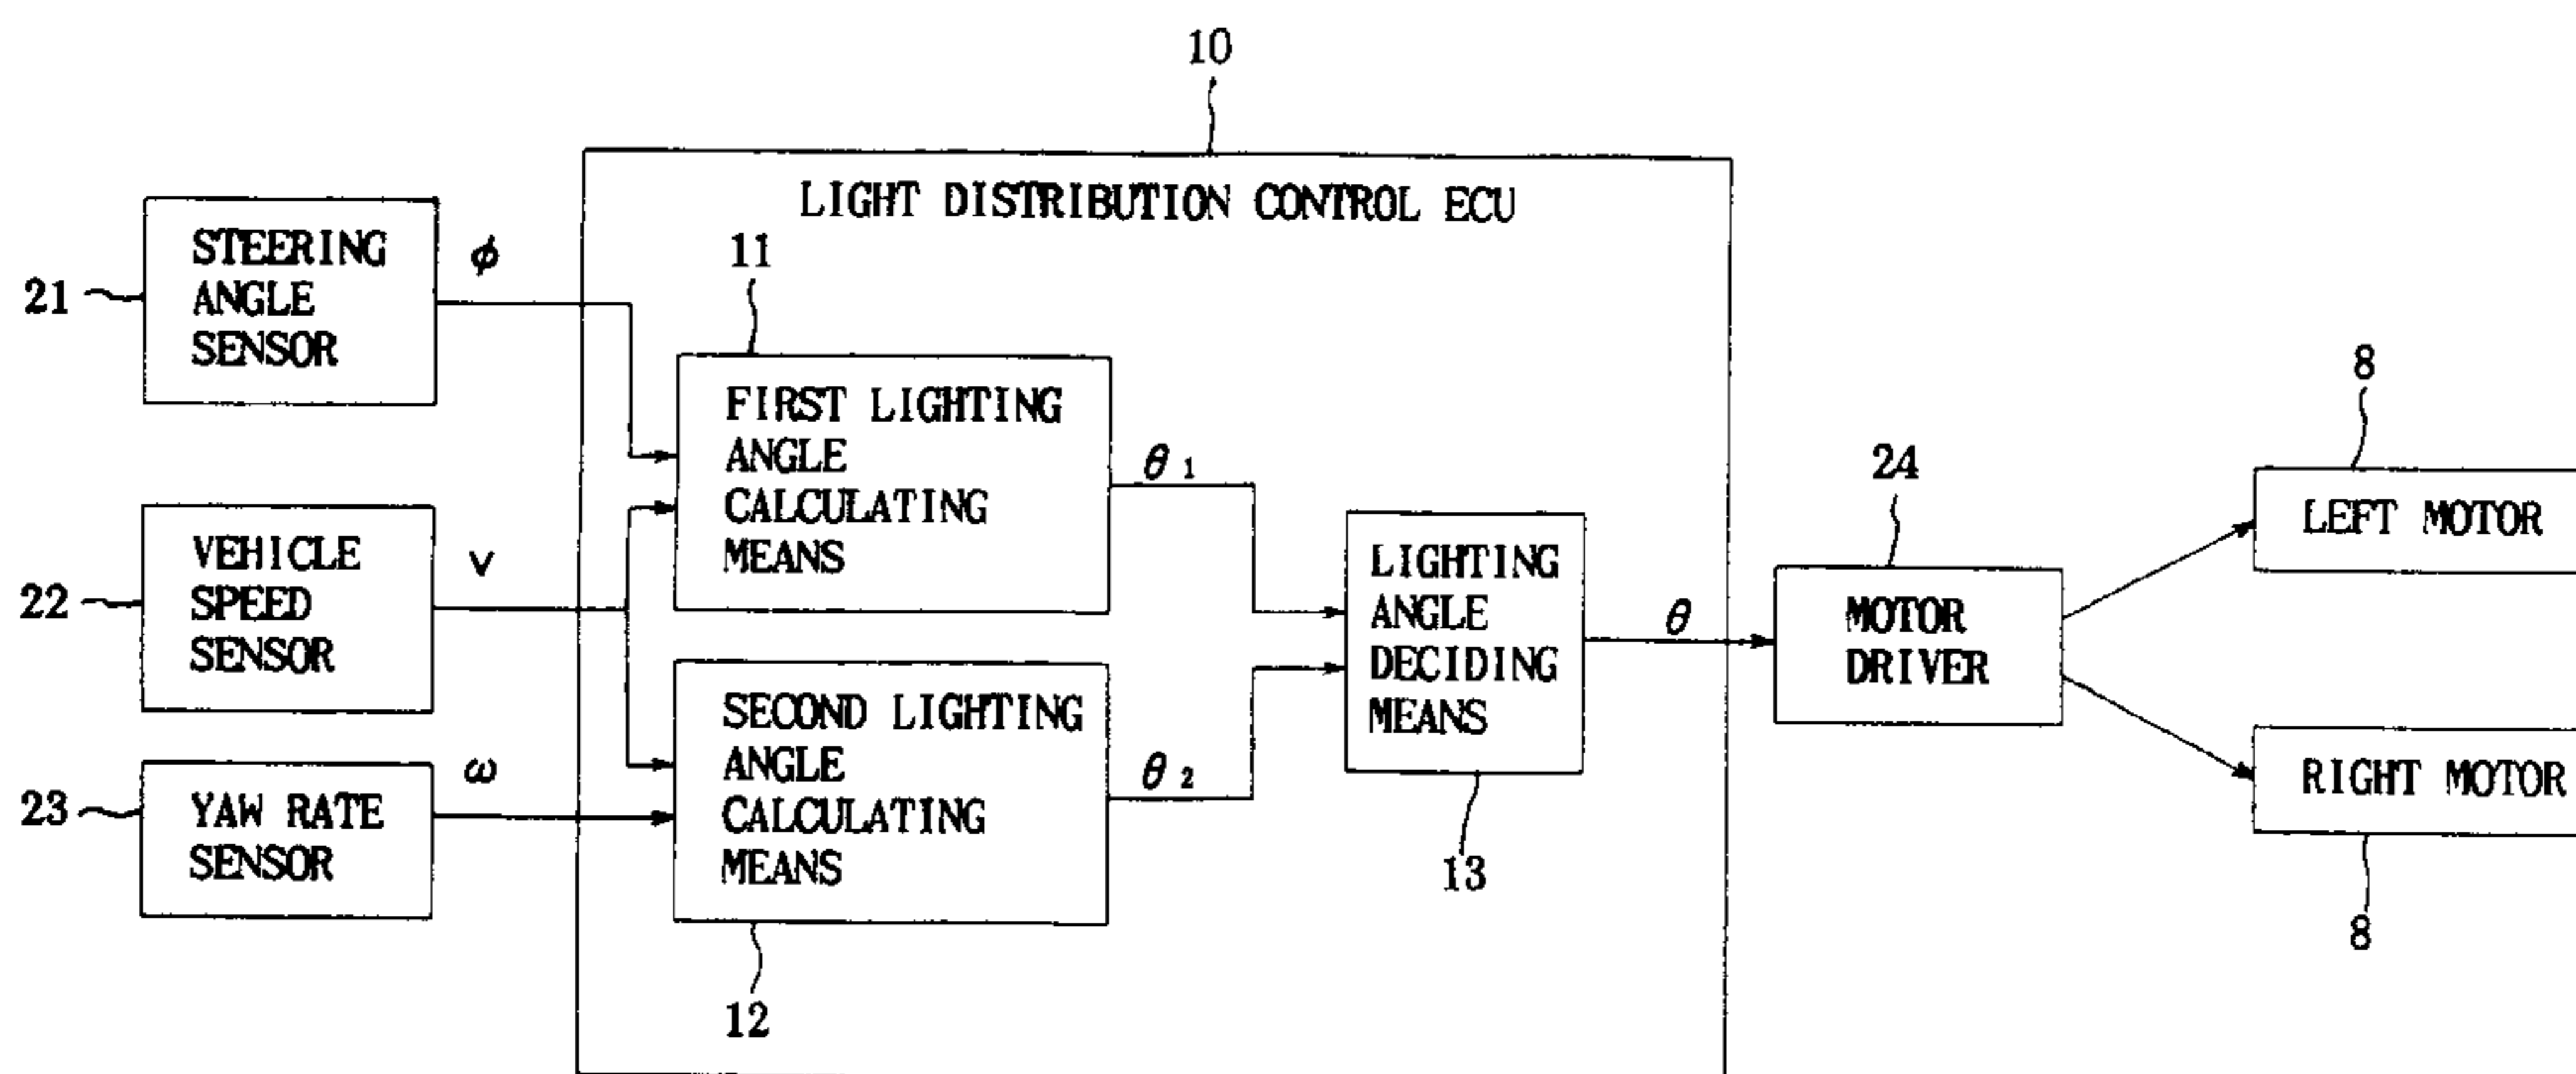 10
LIGHT DISTRIBUTION CONTROL ECU
21
STEERING
ANGLE
SENSOR
ϕ
11
FIRST LIGHTING
ANGLE
CALCULATING
MEANS
θ1
22
VEHICLE
SPEED
SENSOR
V
23
YAW RATE
SENSOR
ω
SECOND LIGHTING
ANGLE
CALCULATING
MEANS
12
θ2
LIGHTING
ANGLE
DECIDING
MEANS
13
θ
24
MOTOR
DRIVER
8
LEFT MOTOR
RIGHT MOTOR
8